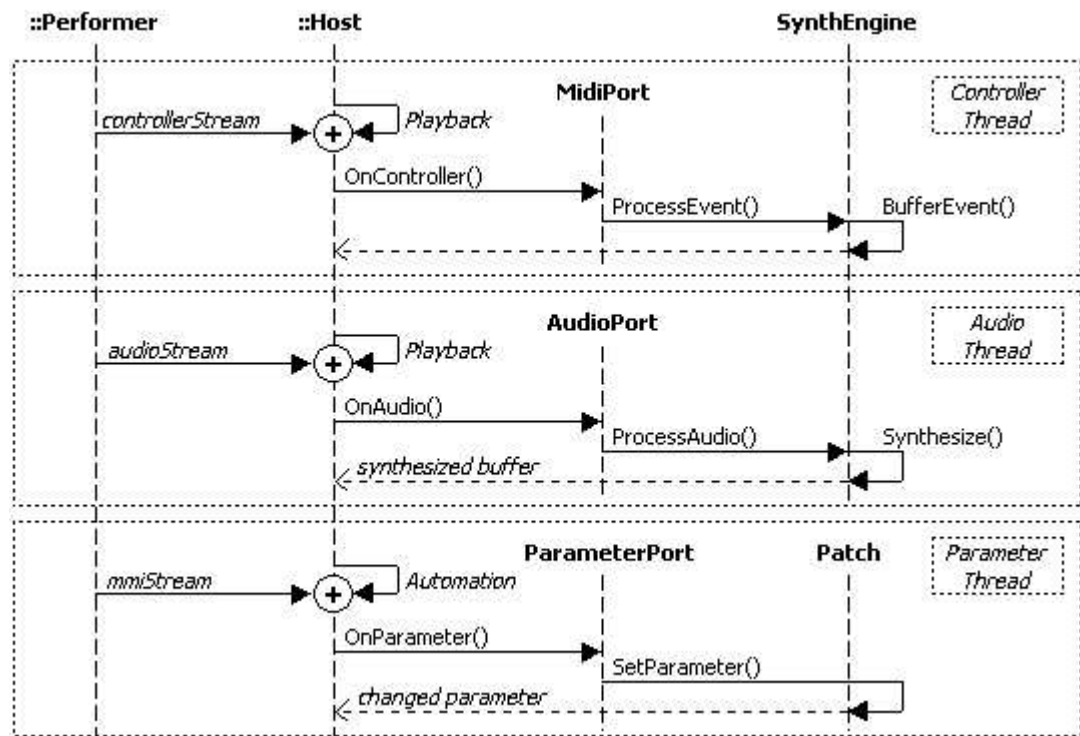 ::Performer ::Host SynthEngine
MidiPort
Controller
Thread
controllerStream
Playback
OnController()
ProcessEvent()
BufferEvent()
AudioPort
Audio
Thread
audioStream
Playback
OnAudio()
ProcessAudio()
Synthesize()
synthesized buffer
ParameterPort
Patch
Parameter
Thread
mmiStream
Automation
OnParameter()
SetParameter()
changed parameter